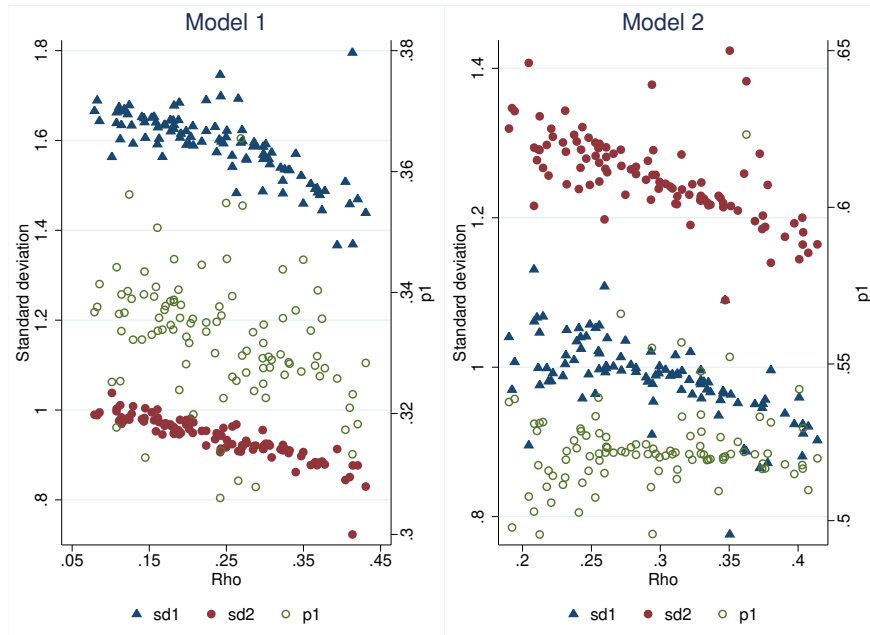 Model 1
1.8
1.6
1.4
1.2
1
.8
Standard deviation
.38
.36
.34
.32
.3
p1
.05 .15 .25 .35 .45
Rho
sd1 sd2 p1
Model 2
1.4
1.2
1
.8
Standard deviation
.65
.6
.55
.5
p1
.2 .25 .3 .35 .4
Rho
sd1 sd2 p1